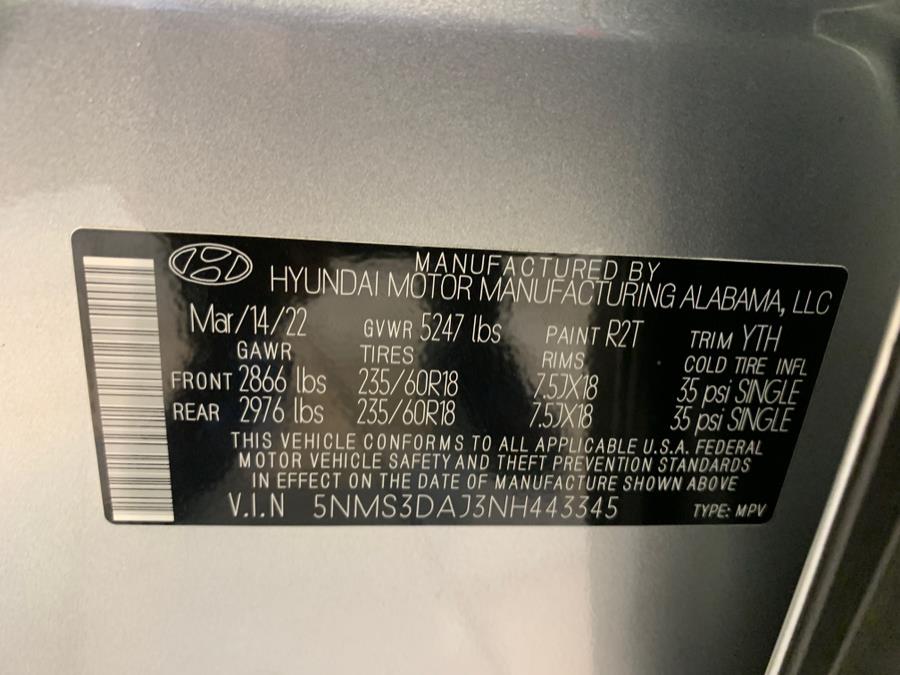 MANUFACTURED BY
HYUNDAI MOTOR MANUFACTURING ALABAMA, LLC
Mar/14/22 GVWR 5247 lbs PAINT R2T TRIM YTH
GAWR TIRES RIMS COLD TIRE INFL
FRONT 2866 lbs 235/60R18 7.5JX18 35 psi SINGLE
REAR 2976 lbs 235/60R18 7.5JX18 35 psi SINGLE
THIS VEHICLE CONFORMS TO ALL APPLICABLE U.S.A. FEDERAL
MOTOR VEHICLE SAFETY AND THEFT PREVENTION STANDARDS
IN EFFECT ON THE DATE OF MANUFACTURE SHOWN ABOVE
V.I.N 5NMS3DAJ3NH443345 TYPE: MPV